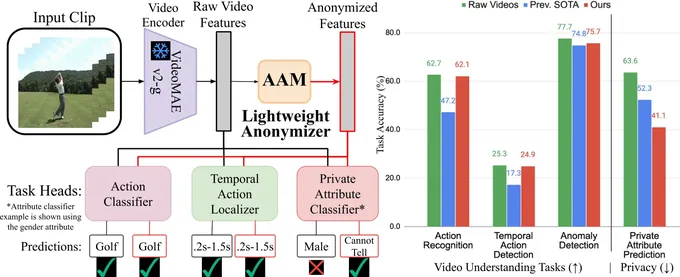 Input Clip
Video
Encoder
Raw Video
Features
Anonymized
Features
VideoMAE
v2-g
AAM
Lightweight
Anonymizer
Task Heads:
*Attribute classifier
example is shown using
the gender attribute
Action
Classifier
Temporal
Action
Localizer
Private
Attribute
Classifier*
Predictions:
Golf
Golf
.2s-1.5s
.2s-1.5s
Male
Cannot
Tell
Raw Videos
Prev. SOTA
Ours
Task Accuracy (%)
80.0
60.0
40.0
20.0
0.0
62.7
47.2
62.1
25.3
17.3
24.9
77.7
74.8
75.7
63.6
52.3
41.1
Action
Recognition
Temporal
Action
Detection
Anomaly
Detection
Private
Attribute
Prediction
Video Understanding Tasks (↑) | Privacy (↓)